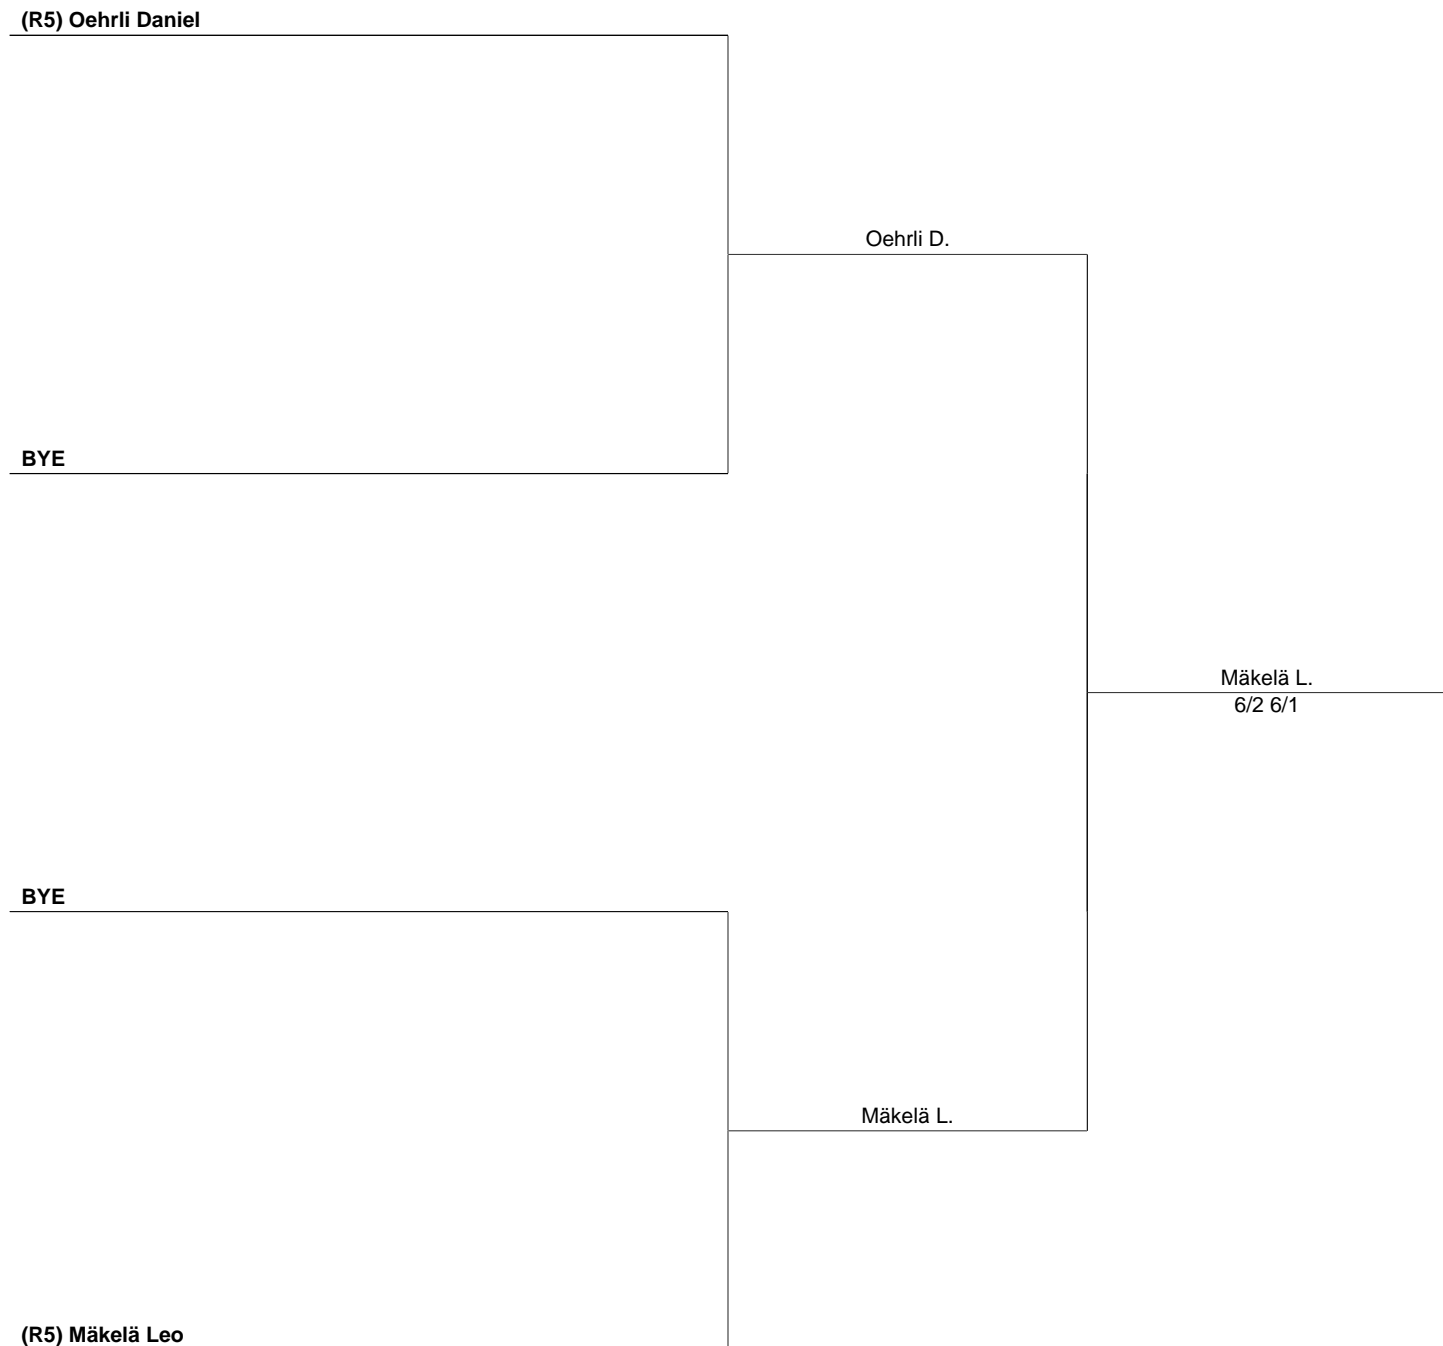 (R5) Oehrli Daniel
Oehrli D.
BYE
Mäkelä L.
6/2 6/1
BYE
Mäkelä L.
(R5) Mäkelä Leo